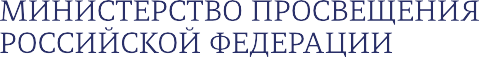 МИНИСТЕРСТВО ПРОСВЕЩЕНИЯ
РОССИЙСКОЙ ФЕДЕРАЦИИ